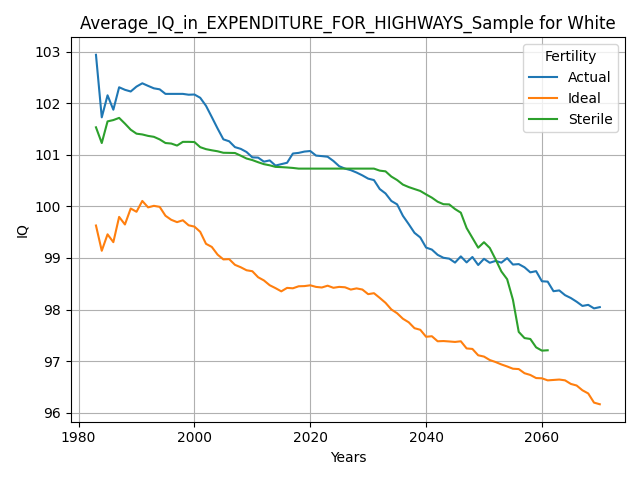 Average_IQ_in_EXPENDITURE_FOR_HIGHWAYS_Sample for White
Fertility
Actual
Ideal
Sterile
103
102
101
100
99
98
97
96
IQ
1980
2000
2020
2040
2060
Years